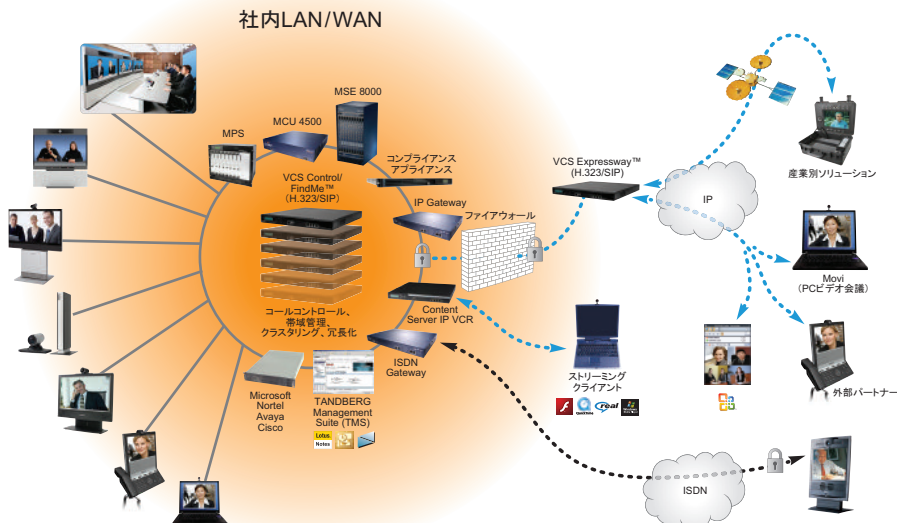 社内LAN/WAN
MSE 8000
MCU 4500
MPS
コンプライアンス
アプライアンス
VCS Control/
FindMe™
(H.323/SIP)
IP Gateway
ファイアウォール
VCS Expressway™
(H.323/SIP)
IP
産業別ソリューション
Movi
(PCビデオ会議)
コールコントロール、
帯域管理、
クラスタリング、冗長化
Content
Server IP VCR
ISDN
Gateway
Microsoft
Nortel
Avaya
Cisco
TANDBERG
Management
Suite (TMS)
Lotus
Notes
ストリーミング
クライアント
real
外部パートナー
ISDN